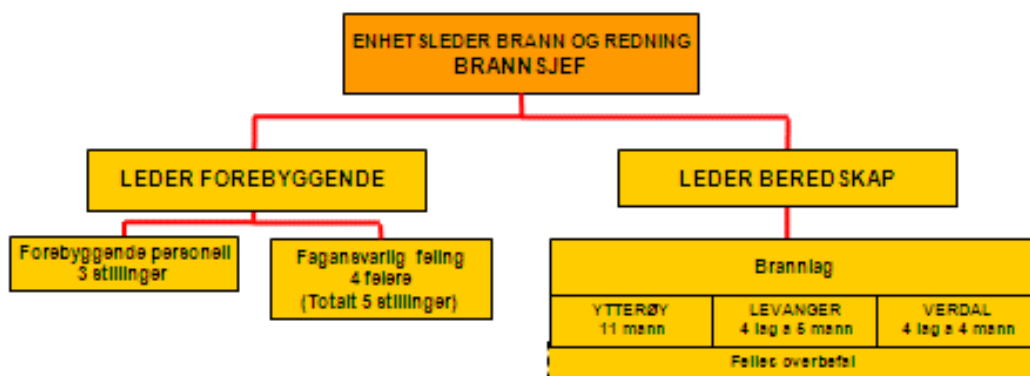 ENHETSLEDER BRANN OG REDNING
BRANNSJEF
LEDER FOREBYGGENDE
LEDER BEREDSKAP
Forebyggende personell
3 stillinger
Fagansvarlig feiing
4 feiere
(Totalt 5 stillinger)
Brannlag
YTTERØY
11 mann
LEVANGER
4 lag a 5 mann
VERDAL
4 lag a 4 mann
Felles overbefal